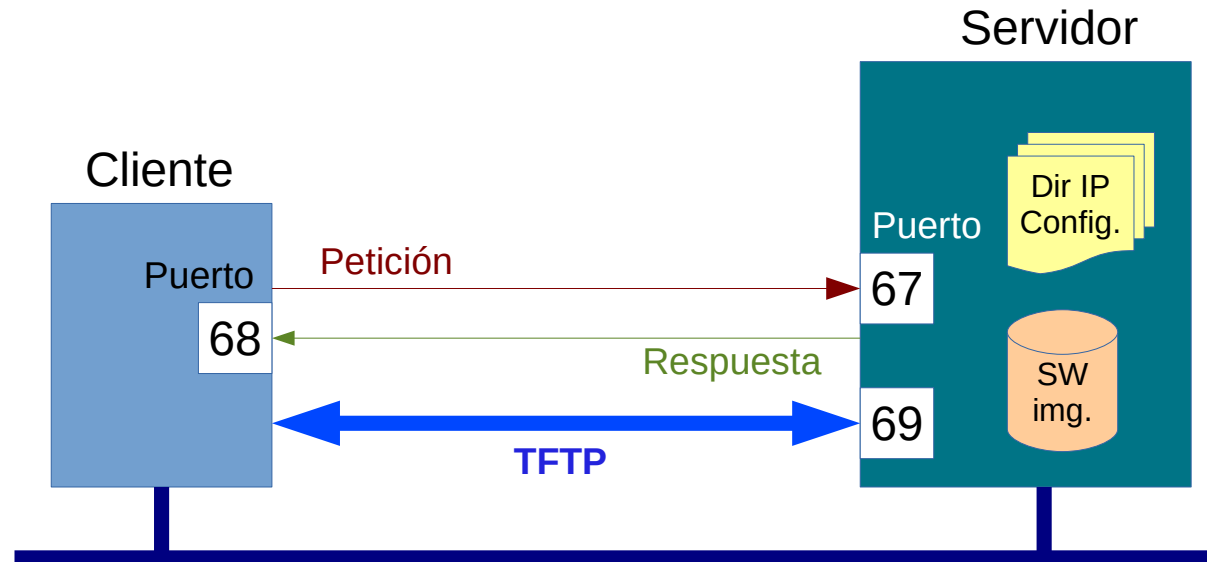 Servidor
Cliente
Dir IP
Config.
Puerto
Petición
Puerto
67
68
Respuesta
SW
img.
69
TFTP